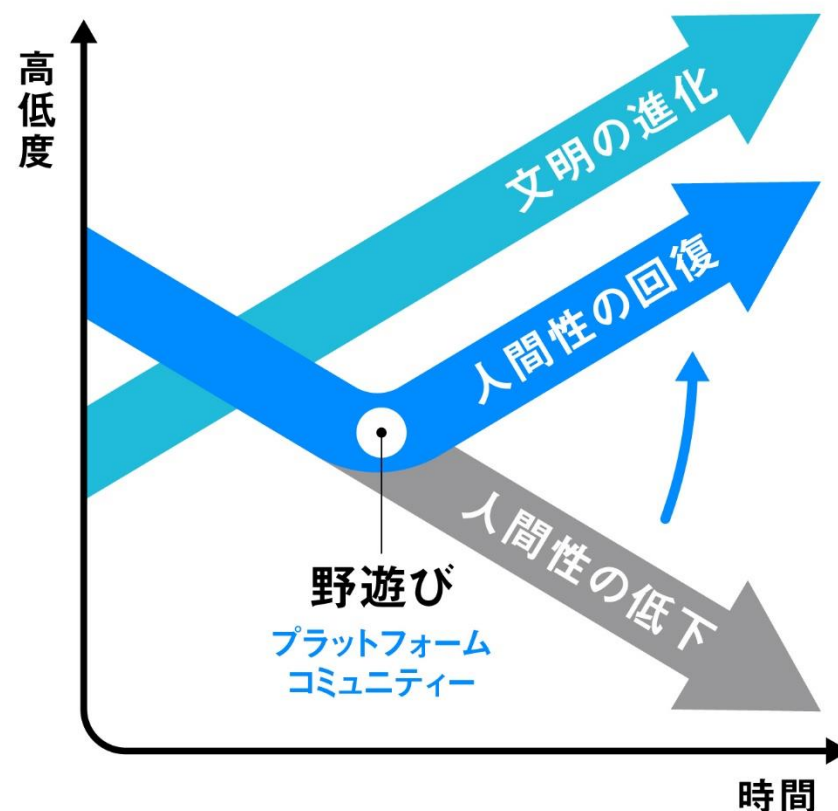 高低度
文明の進化
人間性の回復
人間性の低下
野遊び
プラットフォーム
コミュニティー
時間